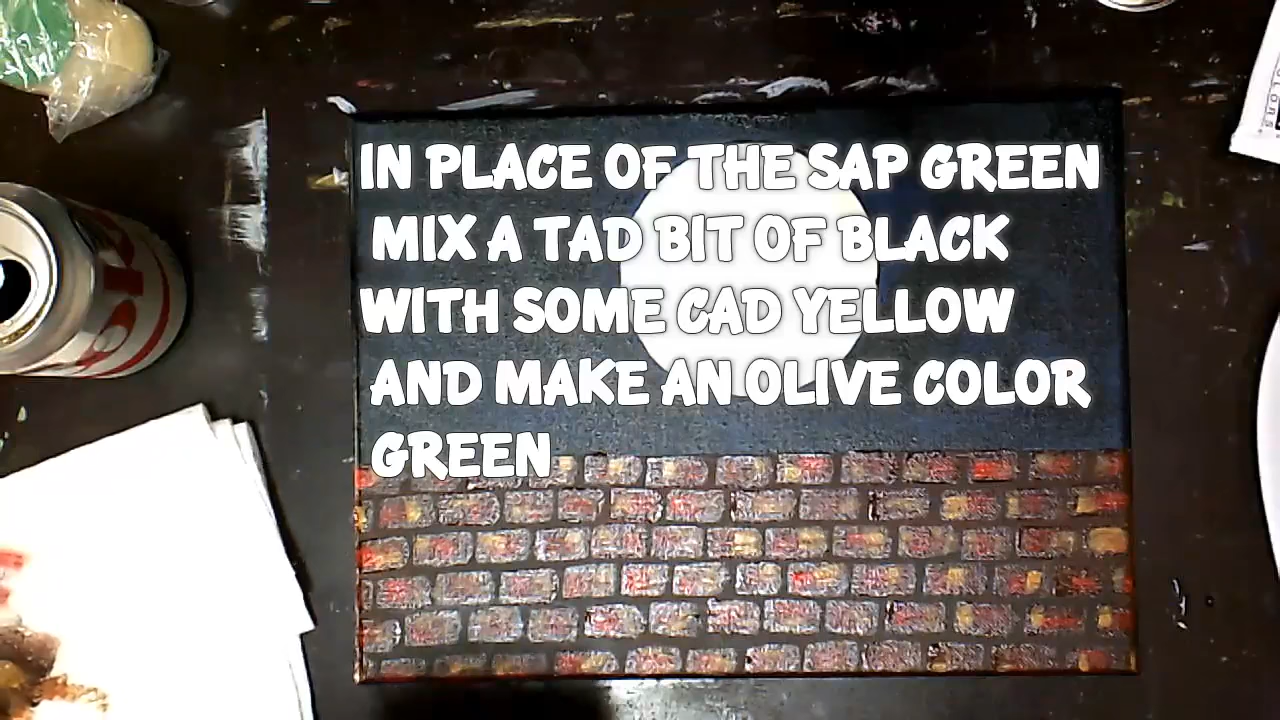 IN PLACE OF THE SAP GREEN
MIX A TAD BIT OF BLACK
WITH SOME CAD YELLOW
AND MAKE AN OLIVE COLOR
GREEN